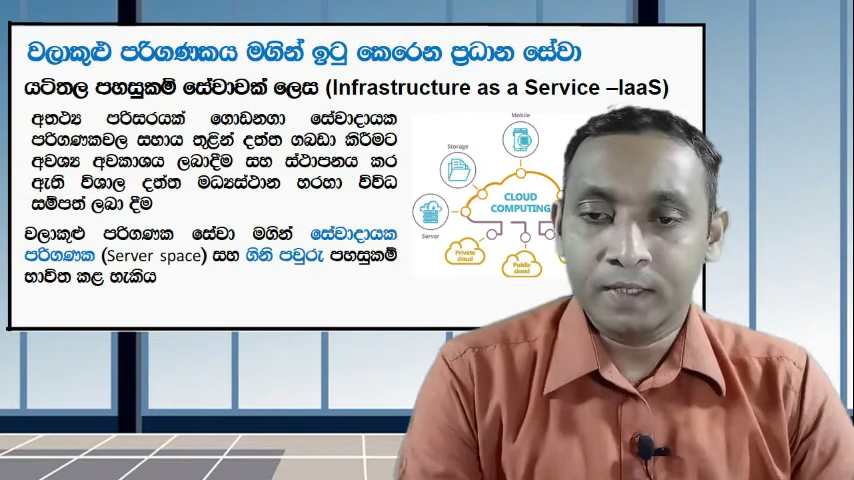 වලාකුළු පරිගණකය මගින් ඉටු කෙරෙන ප්‍රධාන සේවා
යටිතල පහසුකම් සේවාවක් ලෙස (Infrastructure as a Service –IaaS)
අතථ්‍ය පරිසරයක් ගොඩනගා සේවාදායක
පරිගණකවල සහාය තුළින් දත්ත ගබඩා කිරීමට
අවශ්‍ය අවකාශය ලබාදීම සහ ස්ථාපනය කර
ඇති විශාල දත්ත මධ්‍යස්ථාන හරහා විවිධ
සම්පත් ලබා දීම
වලාකුළු පරිගණක සේවා මගින් සේවාදායක
පරිගණක (Server space) සහ ගිනි පවුරු පහසුකම්
භාවිත කළ හැකිය
Mobile
Storage
Server
CLOUD
COMPUTING
Private
cloud
Public
cloud